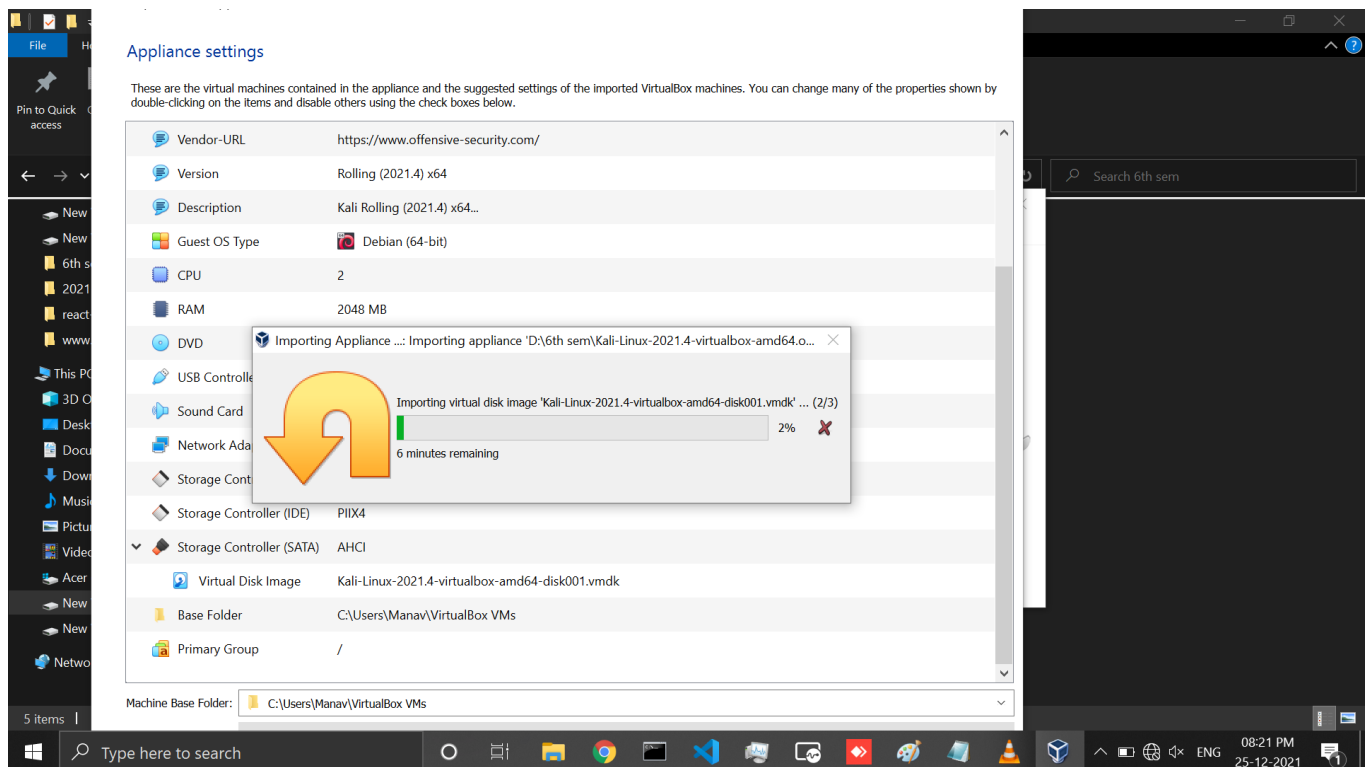 File
Appliance settings
These are the virtual machines contained in the appliance and the suggested settings of the imported VirtualBox machines. You can change many of the properties shown by
double-clicking on the items and disable others using the check boxes below.
Pin to Quick
access
Vendor-URL https://www.offensive-security.com/
Version Rolling (2021.4) x64
Description Kali Rolling (2021.4) x64...
Guest OS Type Debian (64-bit)
CPU 2
RAM 2048 MB
DVD
USB Controlle
Sound Card
Network Ada
Storage Cont
Storage Controller (IDE) PIIX4
Storage Controller (SATA) AHCI
Virtual Disk Image Kali-Linux-2021.4-virtualbox-amd64-disk001.vmdk
Base Folder C:\Users\Manav\VirtualBox VMs
Primary Group /
Machine Base Folder: C:\Users\Manav\VirtualBox VMs
Importing Appliance ...: Importing appliance 'D:\6th sem\Kali-Linux-2021.4-virtualbox-amd64.o...
Importing virtual disk image 'Kali-Linux-2021.4-virtualbox-amd64-disk001.vmdk' ... (2/3)
2%
6 minutes remaining
Search 6th sem
New
New
6th s
2021
react
www.
This PC
3D O
Desk
Docu
Down
Music
Pictu
Video
Acer
New
New
Netwo
5 items
Type here to search
ENG
08:21 PM
25-12-2021
1